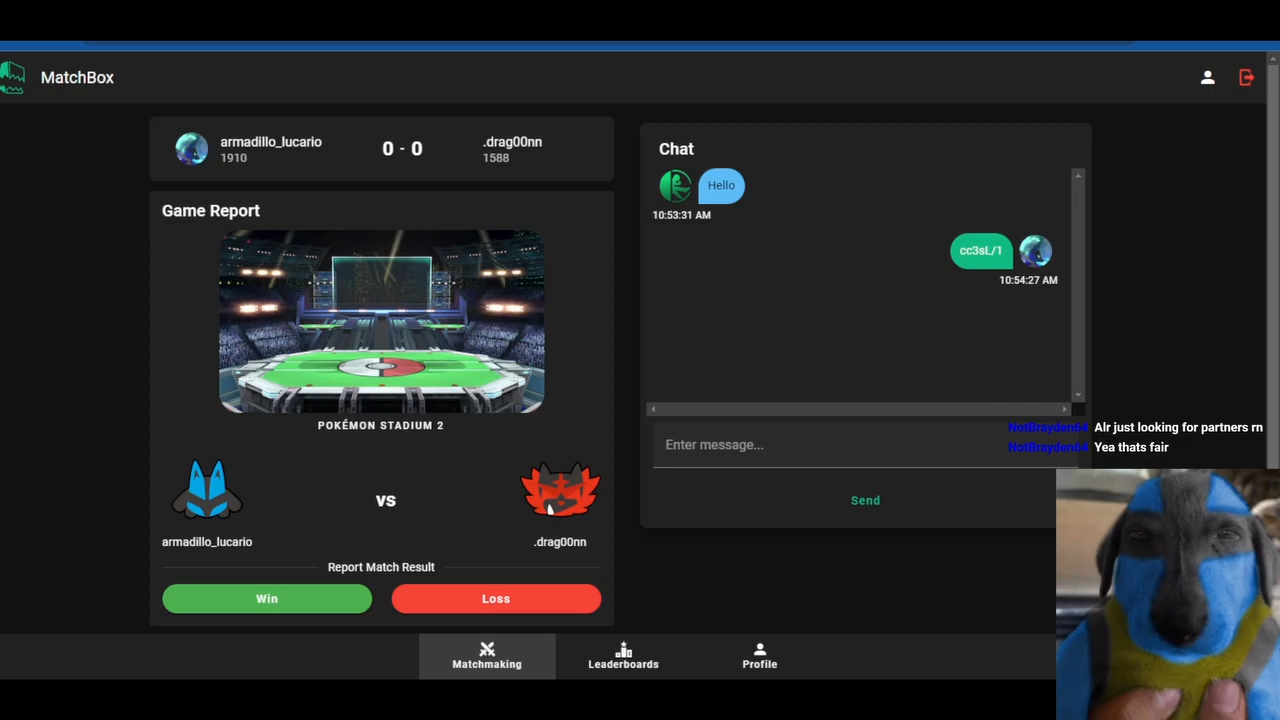 MatchBox
armadillo_lucario
1910
0 - 0
.drag00nn
1588
Game Report
POKÉMON STADIUM 2
armadillo_lucario
vs
.drag00nn
Report Match Result
Win
Loss
Chat
Hello
10:53:31 AM
cc3sL/1
10:54:27 AM
Enter message...
Send
NotBrayden64 Alr just looking for partners rn
NotBrayden64 Yea thats fair
Matchmaking
Leaderboards
Profile